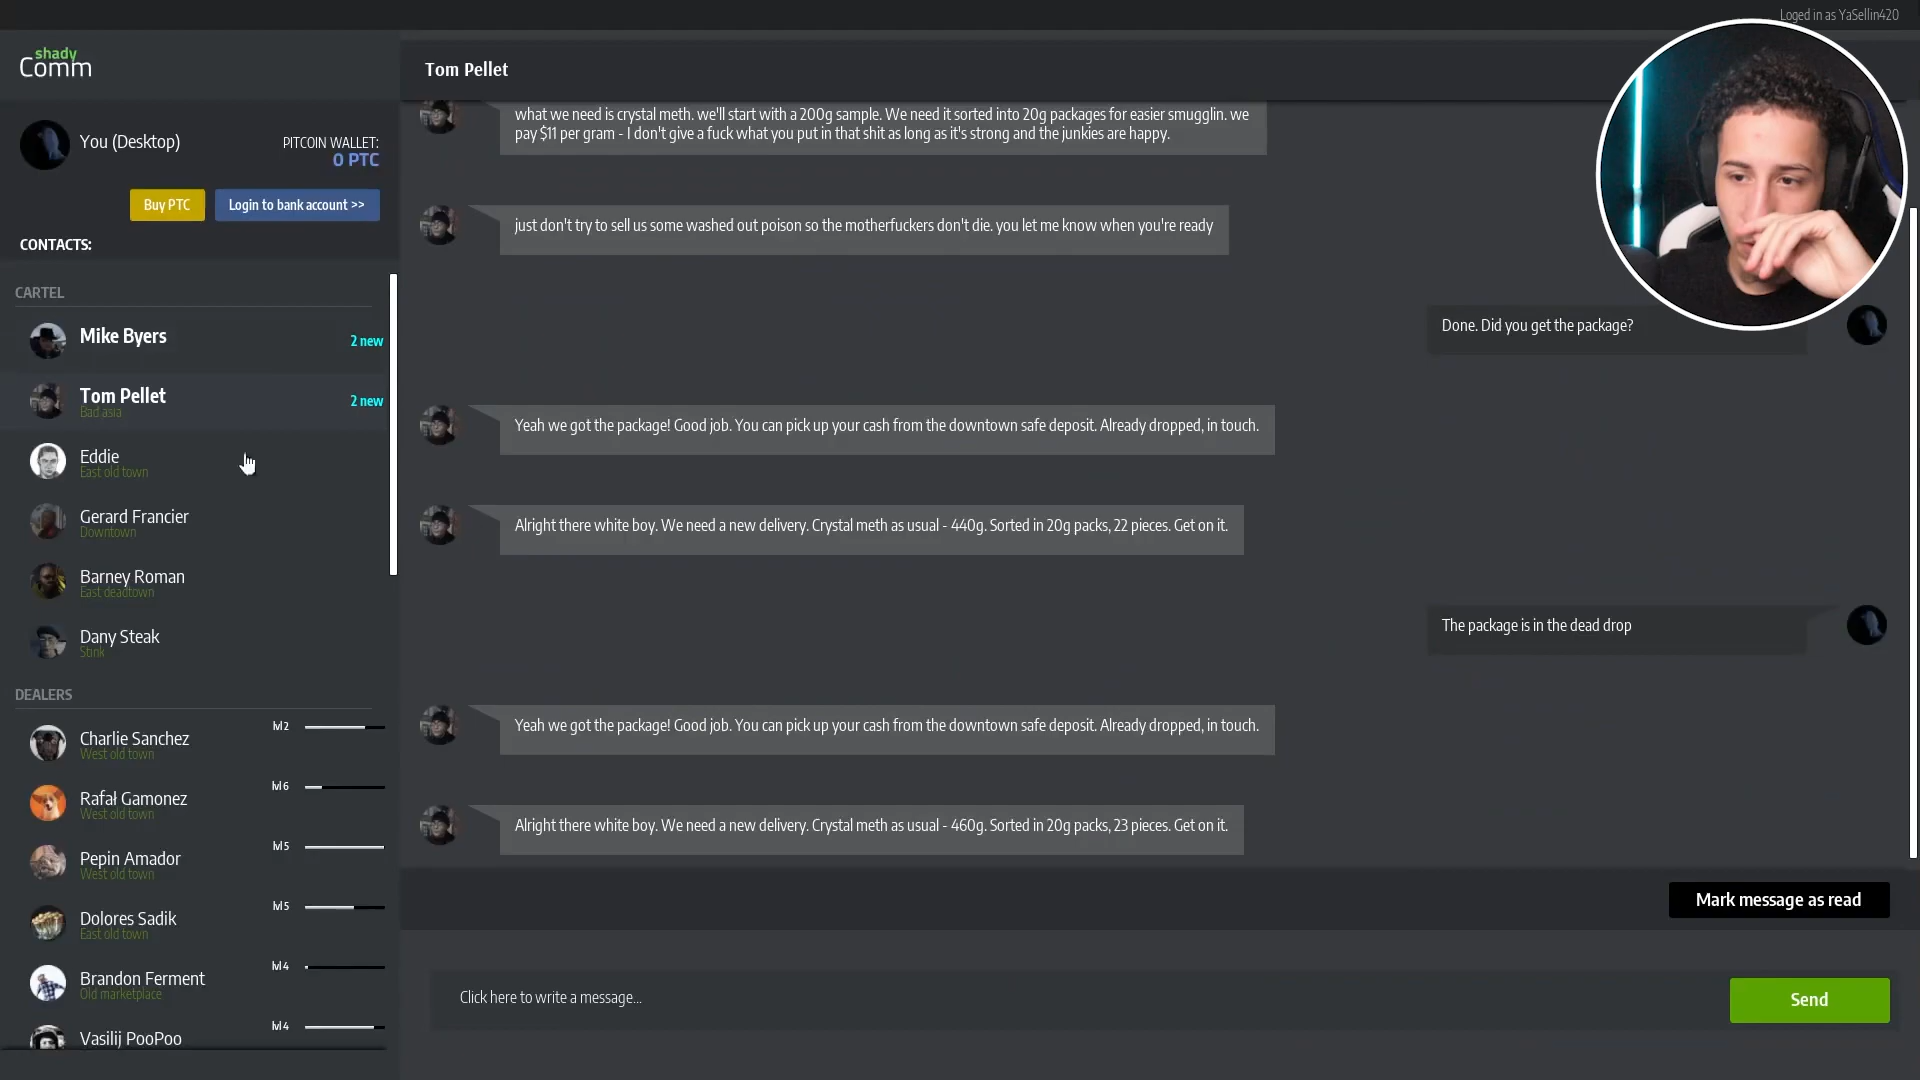 Loged in as YaSellin420
shady
Comm
Tom Pellet
You (Desktop)
PITCOIN WALLET:
0 PTC
Buy PTC
Login to bank account >>
CONTACTS:
CARTEL
Mike Byers
2 new
Tom Pellet
Bad asia
2 new
Eddie
East old town
Gerard Francier
Downtown
Barney Roman
East deadtown
Dany Steak
Stink
DEALERS
Charlie Sanchez
West old town
lvl 2
Rafał Gamonez
West old town
lvl 6
Pepin Amador
West old town
lvl 5
Dolores Sadik
East old town
lvl 5
Brandon Ferment
Old marketplace
lvl 4
Vasilij PooPoo
lvl 4
what we need is crystal meth. we'll start with a 200g sample. We need it sorted into 20g packages for easier smugglin. we
pay $11 per gram - I don't give a fuck what you put in that shit as long as it's strong and the junkies are happy.
just don't try to sell us some washed out poison so the motherfuckers don't die. you let me know when you're ready
Done. Did you get the package?
Yeah we got the package! Good job. You can pick up your cash from the downtown safe deposit. Already dropped, in touch.
Alright there white boy. We need a new delivery. Crystal meth as usual - 440g. Sorted in 20g packs, 22 pieces. Get on it.
The package is in the dead drop
Yeah we got the package! Good job. You can pick up your cash from the downtown safe deposit. Already dropped, in touch.
Alright there white boy. We need a new delivery. Crystal meth as usual - 460g. Sorted in 20g packs, 23 pieces. Get on it.
Mark message as read
Click here to write a message...
Send